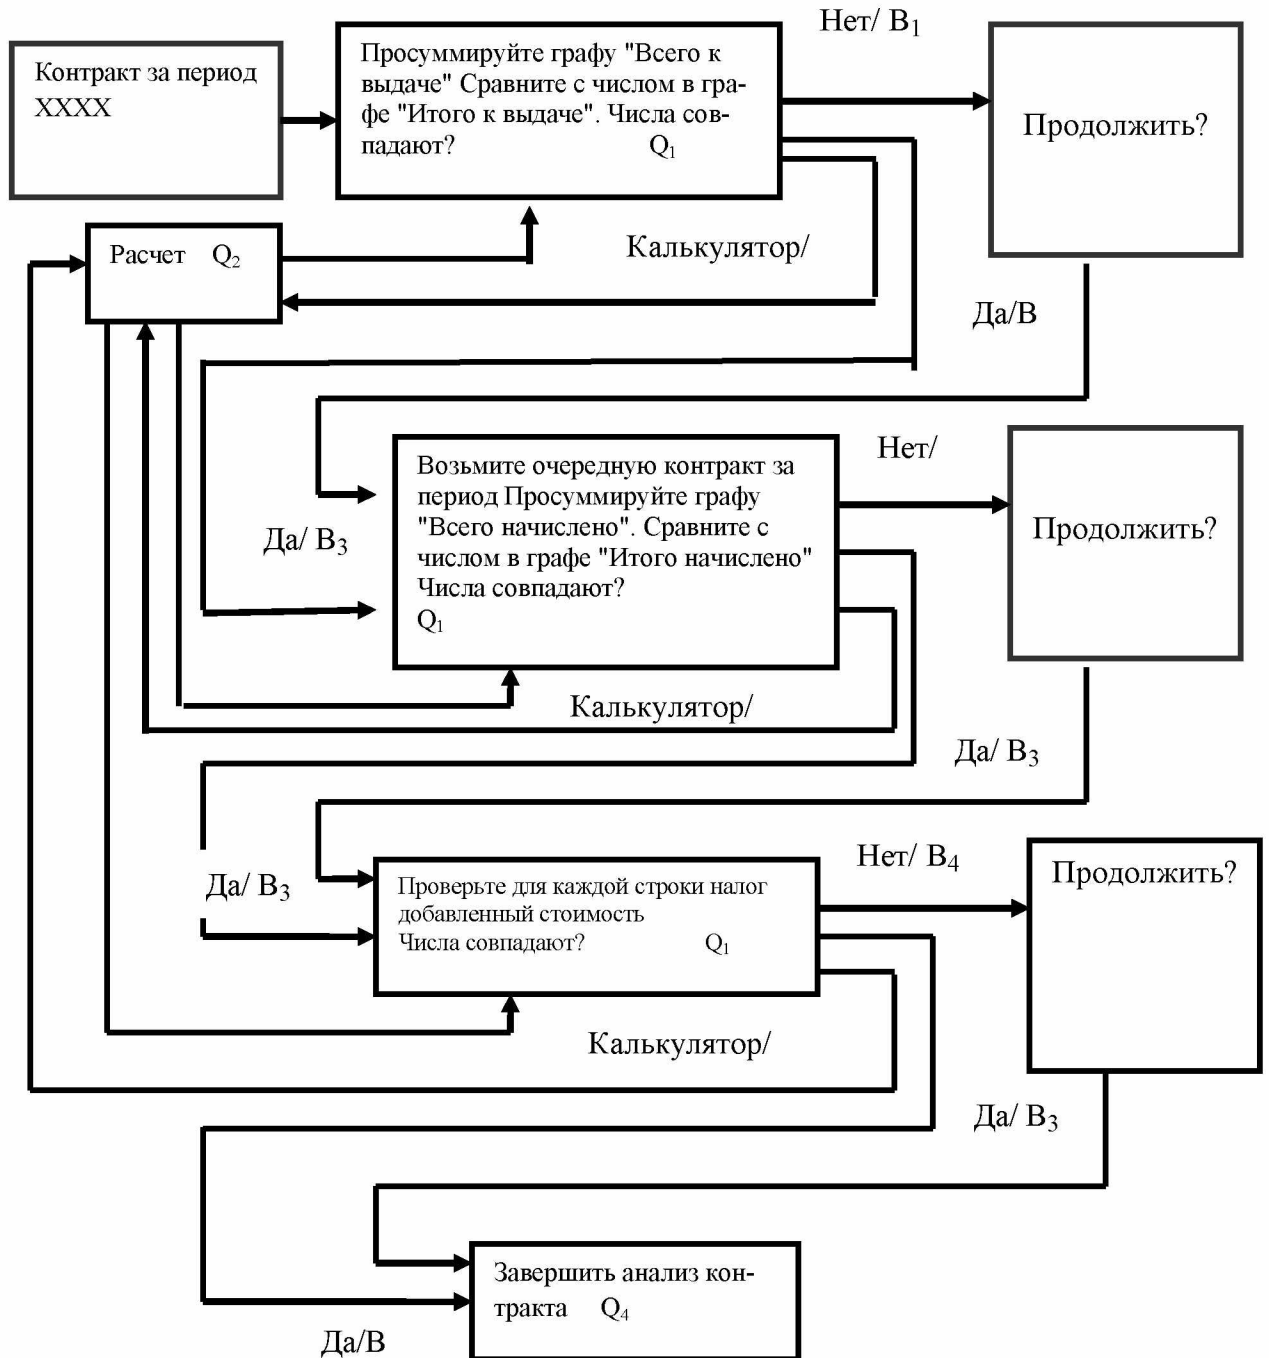 Нет/ В1
Контракт за период
ХХХХ
Просуммируйте графу "Всего к
выдаче" Сравните с числом в гра-
фе "Итого к выдаче". Числа сов-
падают? Q1
Продолжить?
Расчет Q2
Калькулятор/
Да/В
Нет/
Возьмите очередную контракт за
период Просуммируйте графу
"Всего начислено". Сравните с
числом в графе "Итого начислено"
Числа совпадают?
Q1
Продолжить?
Да/ В3
Калькулятор/
Да/ В3
Нет/ В4
Продолжить?
Да/ В3
Проверьте для каждой строки налог
добавленный стоимость
Числа совпадают? Q1
Калькулятор/
Да/ В3
Завершить анализ кон-
тракта Q4
Да/В